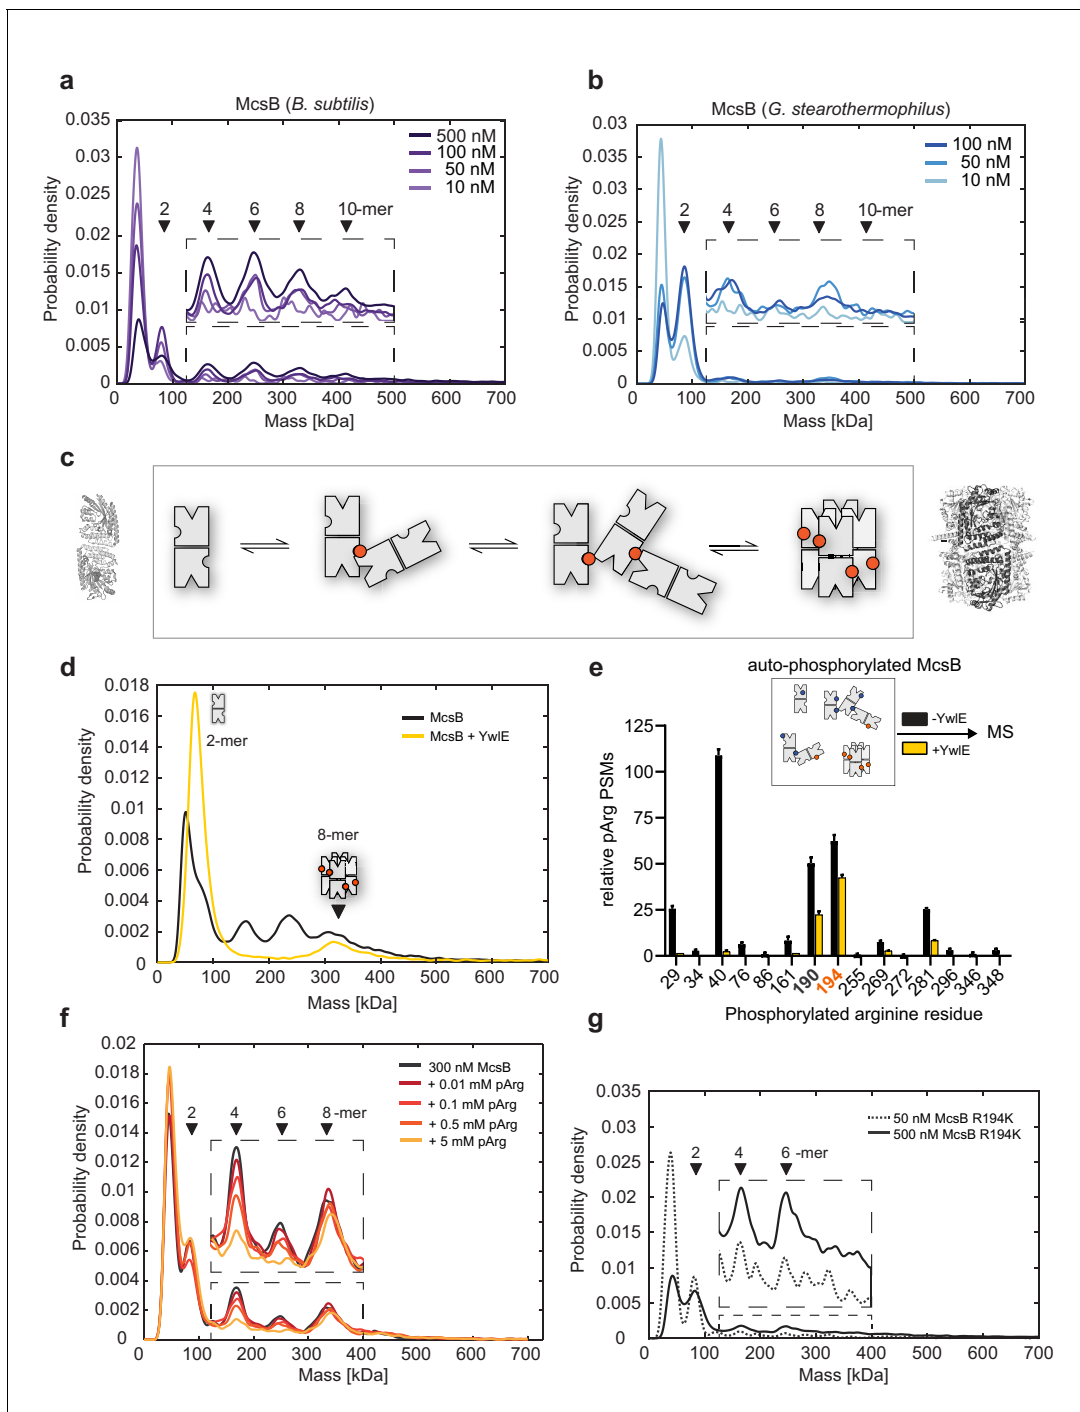 a
McsB (B. subtilis)
0.035
0.03
0.025
0.02
0.015
0.01
0.005
0
Probability density
500 nM
100 nM
50 nM
10 nM
2 4 6 8 10-mer
0 100 200 300 400 500 600 700
Mass [kDa]
b
McsB (G. stearothermophilus)
0.03
0.035
0.03
0.02
0.015
0.01
0.005
0
Probability density
100 nM
50 nM
10 nM
2 4 6 8 10-mer
0 100 200 300 400 500 600 700
Mass [kDa]
c
d
0.018
0.016
0.014
0.012
0.01
0.008
0.006
0.004
0.002
0
Probability density
2-mer
McsB
McsB + YwlE
8-mer
0 100 200 300 400 500 600 700
Mass [kDa]
e
auto-phosphorylated McsB
-YwlE
+YwlE
MS
125
100
75
50
25
0
relative pArg PSMs
29 34 40 76 86 161 190 194 255 269 272 281 296 346 348
Phosphorylated arginine residue
f
0.02
0.018
0.016
0.014
0.012
0.01
0.008
0.006
0.004
0.002
0
Probability density
300 nM McsB
+ 0.01 mM pArg
+ 0.1 mM pArg
+ 0.5 mM pArg
+ 5 mM pArg
2 4 6 8 -mer
0 100 200 300 400 500 600 700
Mass [kDa]
g
0.035
0.03
0.025
0.02
0.015
0.01
0.005
0
Probability density
50 nM McsB R194K
500 nM McsB R194K
2 4 6 -mer
0 100 200 300 400 500 600 700
Mass [kDa]